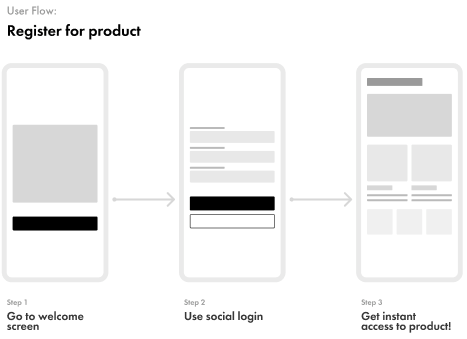 User Flow:
Register for product
Step 1
Go to welcome
screen
Step 2
Use social login
Step 3
Get instant
access to product!